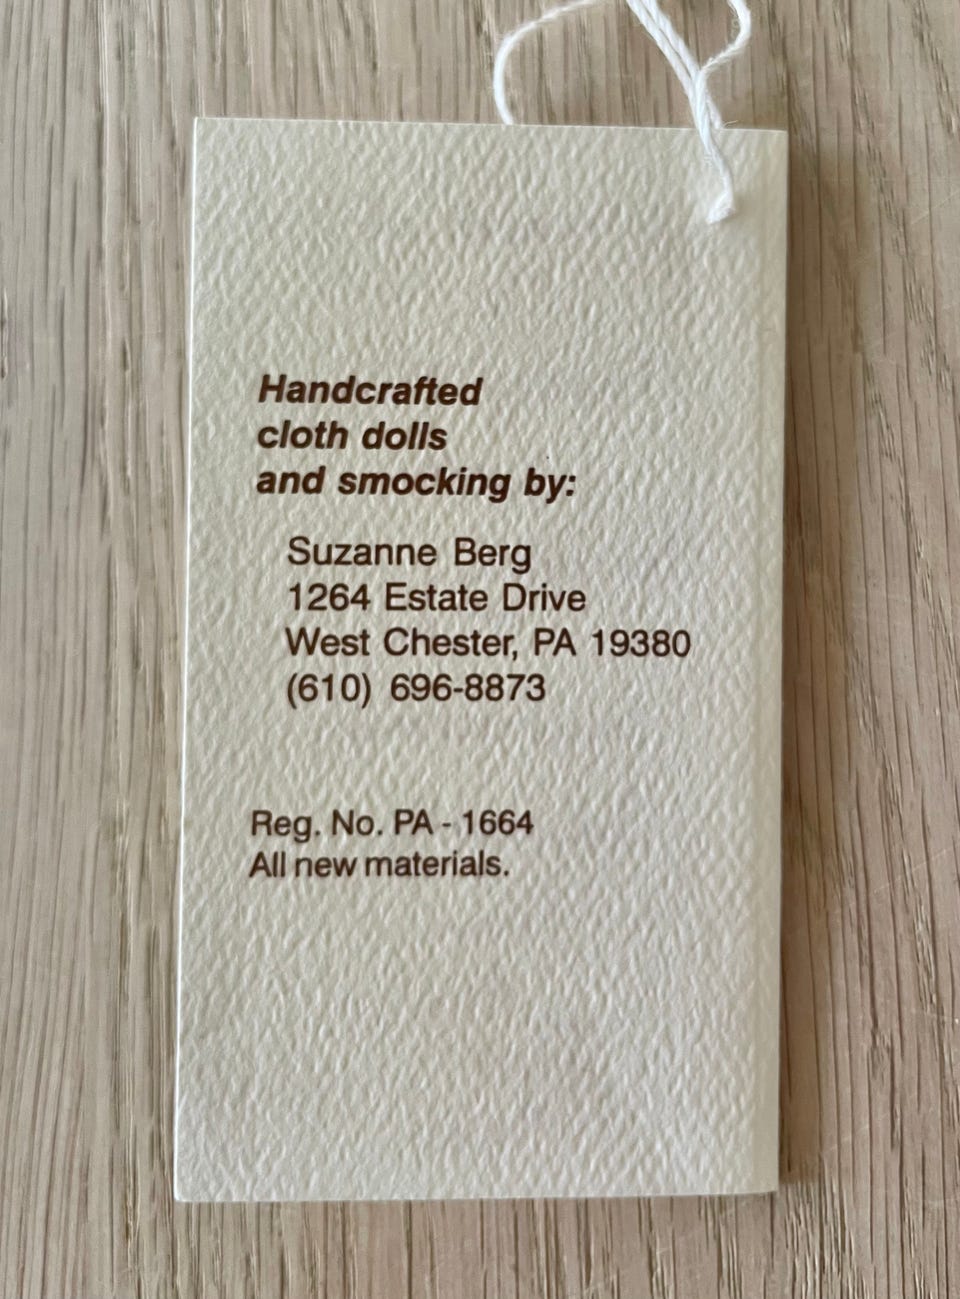 Handcrafted
cloth dolls
and smocking by:
Suzanne Berg
1264 Estate Drive
West Chester, PA 19380
(610) 696-8873
Reg. No. PA - 1664
All new materials.